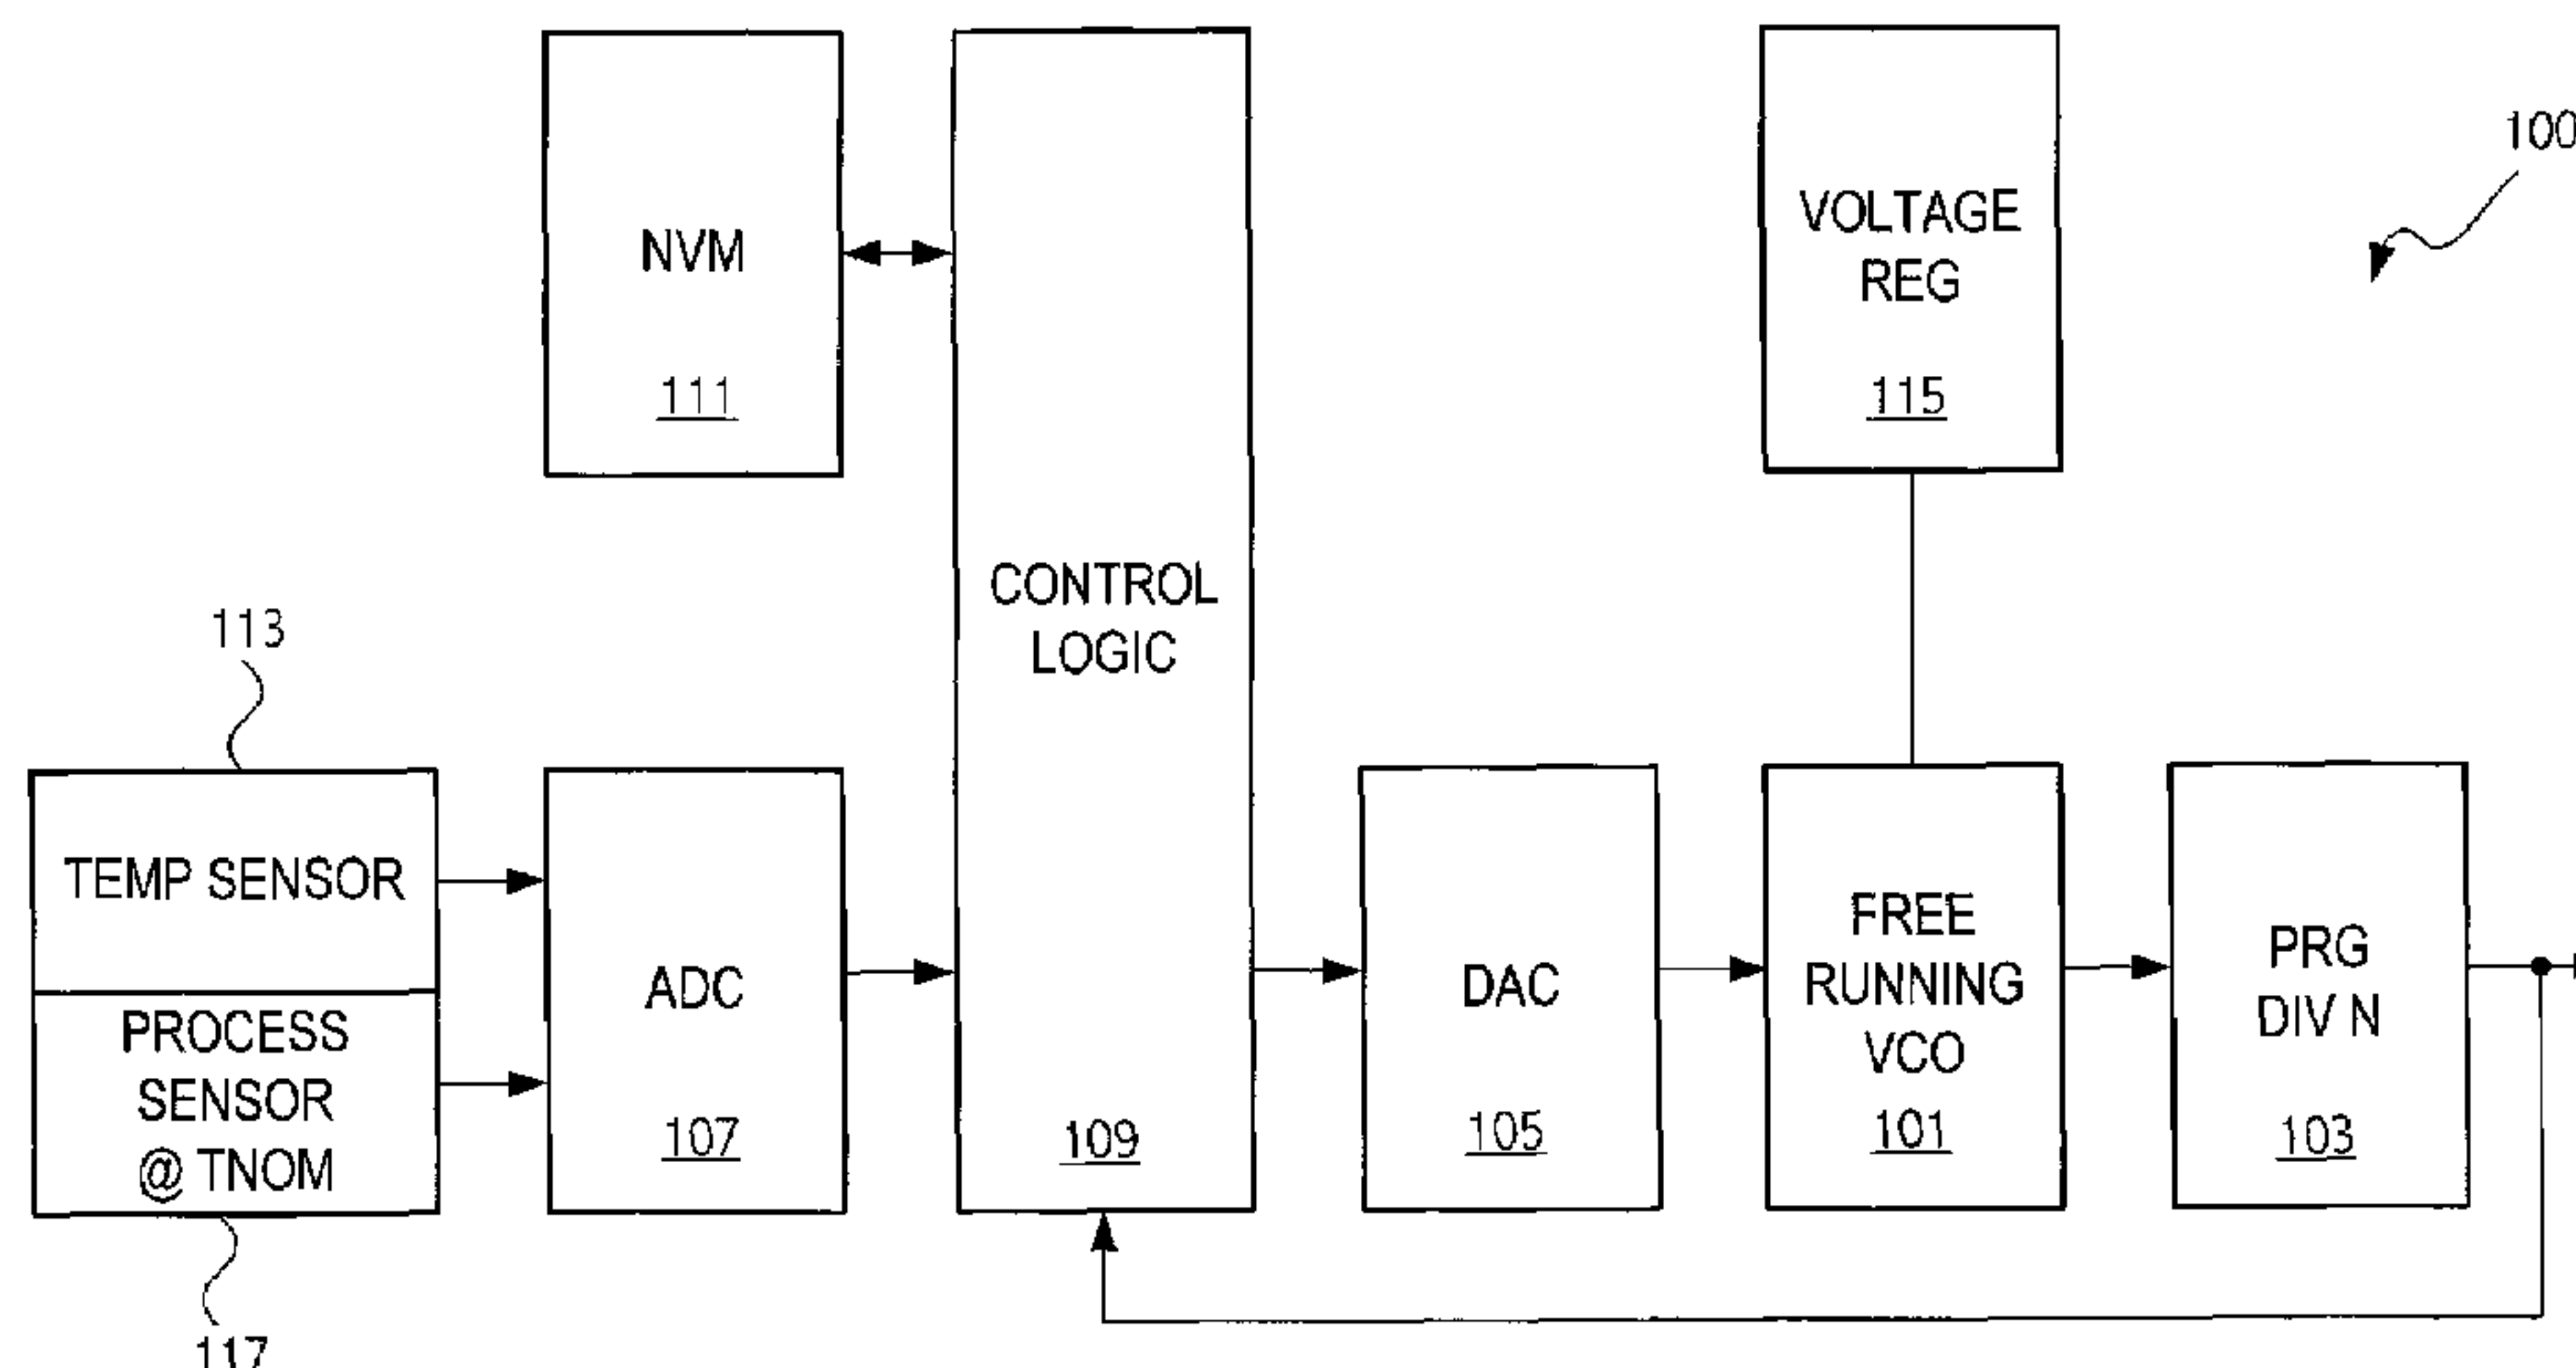 100
NVM
111
CONTROL
LOGIC
109
VOLTAGE
REG
115
113
TEMP SENSOR
PROCESS
SENSOR
@ TNOM
117
ADC
107
DAC
105
FREE
RUNNING
VCO
101
PRG
DIV N
103